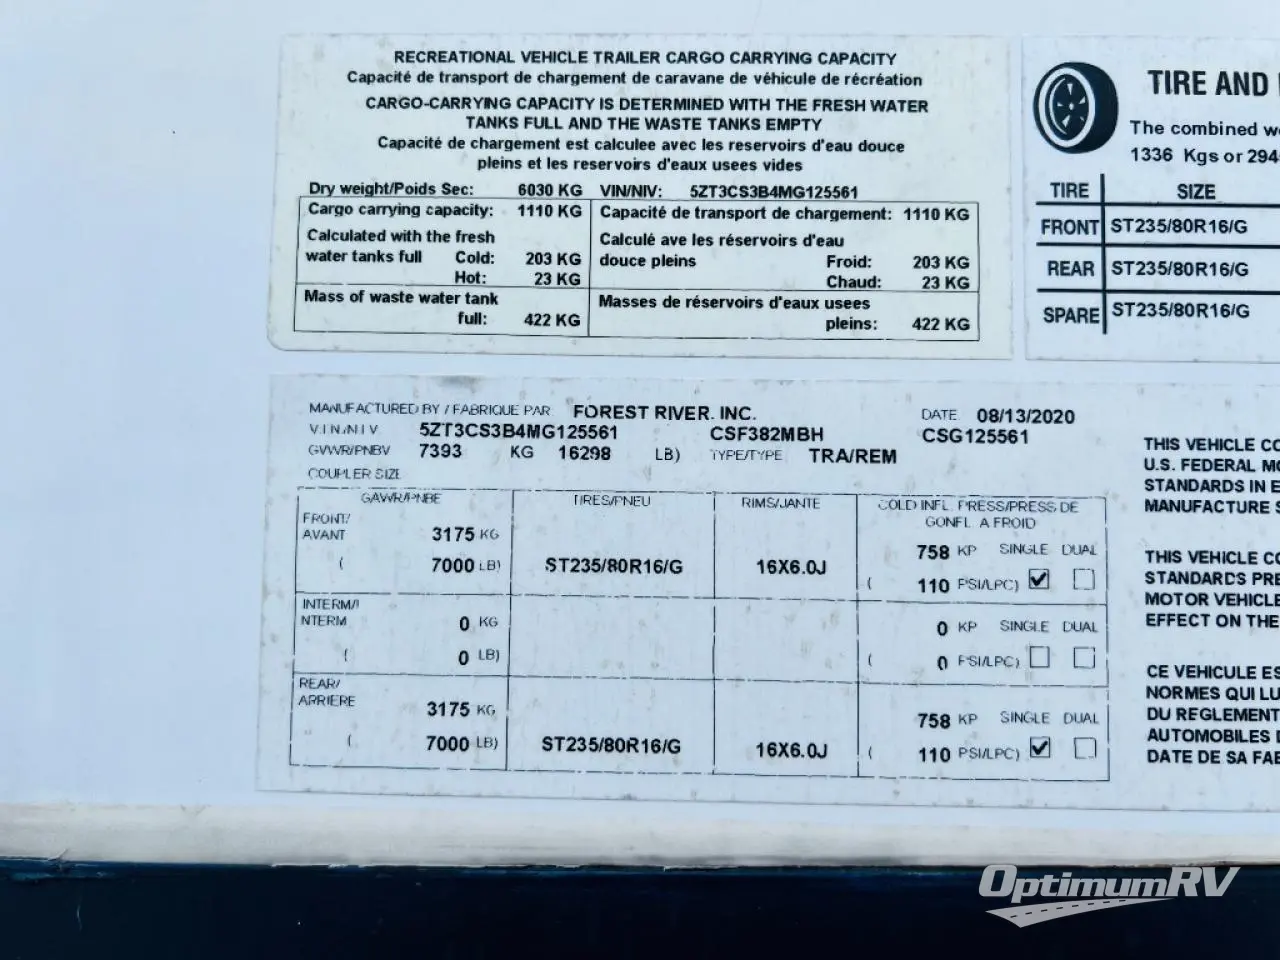 RECREATIONAL VEHICLE TRAILER CARGO CARRYING CAPACITY
Capacité de transport de chargement de caravane de véhicule de récréation
CARGO-CARRYING CAPACITY IS DETERMINED WITH THE FRESH WATER
TANKS FULL AND THE WASTE TANKS EMPTY
Capacité de chargement est calculee avec les reservoirs d'eau douce
pleins et les reservoirs d'eaux usees vides
Dry weight/Poids Sec: 6030 KG VIN/NIV: 5ZT3CS3B4MG125561
Cargo carrying capacity: 1110 KG Capacité de transport de chargement: 1110 KG
Calculated with the fresh Calculé ave les réservoirs d'eau
water tanks full Cold: 203 KG douce pleins Froid: 203 KG
Hot: 23 KG Chaud: 23 KG
Mass of waste water tank Masses de réservoirs d'eaux usees
full: 422 KG pleins: 422 KG
TIRE AND
The combined
1336 Kgs or 294
TIRE SIZE
FRONT ST235/80R16/G
REAR ST235/80R16/G
SPARE ST235/80R16/G
MANUFACTURED BY / FABRIQUE PAR FOREST RIVER, INC. DATE 08/13/2020
V.I.N./N.I.V. 5ZT3CS3B4MG125561 CSF382MBH CSG125561
GVWR/PNBV 7393 KG 16298 LB) TYPE/TYPE TRA/REM
COUPLER SIZE
GAWR/PNBE TIRES/PNEU RIMS/JANTE COLD INFL. PRESS/PRESS DE
GONFL. A FROID
FRONT/
AVANT 3175 KG 758 KP SINGLE DUAL
( 7000 LB) ST235/80R16/G 16X6.0J ( 110 PSI/LPC)
INTERM/I
NTERM 0 KG 0 KP SINGLE DUAL
( 0 LB) ( 0 PSI/LPC)
REAR/
ARRIERE 3175 KG 758 KP SINGLE DUAL
( 7000 LB) ST235/80R16/G 16X6.0J ( 110 PSI/LPC)
THIS VEHICLE CO
U.S. FEDERAL MO
STANDARDS IN E
MANUFACTURE S
THIS VEHICLE CO
STANDARDS PRE
MOTOR VEHICLE
EFFECT ON THE
CE VEHICULE ES
NORMES QUI LU
DU REGLEMENT
AUTOMOBILES D
DATE DE SA FAB
OptimumRV